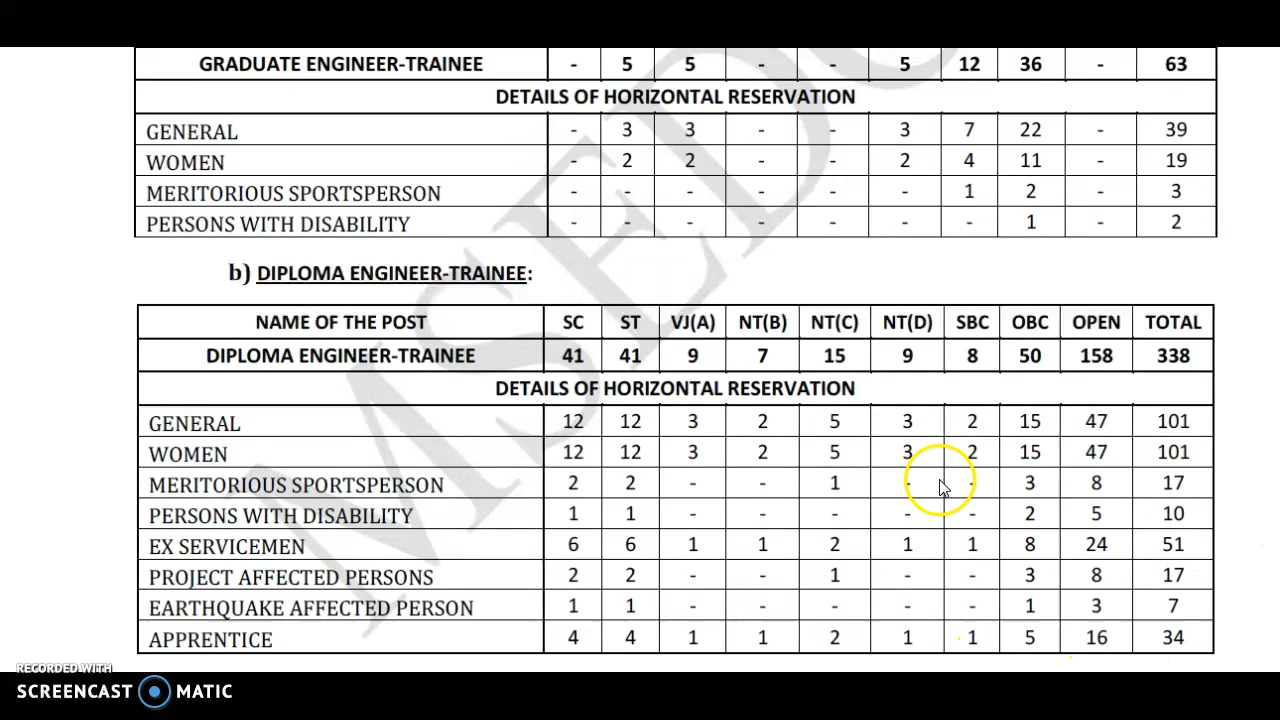 GRADUATE ENGINEER-TRAINEE - 5 5 - - 5 12 36 - 63
DETAILS OF HORIZONTAL RESERVATION
GENERAL - 3 3 - - 3 7 22 - 39
WOMEN - 2 2 - - 2 4 11 - 19
MERITORIOUS SPORTSPERSON - - - - - - 1 2 - 3
PERSONS WITH DISABILITY - - - - - - - 1 - 2
b) DIPLOMA ENGINEER-TRAINEE:
NAME OF THE POST SC ST VJ(A) NT(B) NT(C) NT(D) SBC OBC OPEN TOTAL
DIPLOMA ENGINEER-TRAINEE 41 41 9 7 15 9 8 50 158 338
DETAILS OF HORIZONTAL RESERVATION
GENERAL 12 12 3 2 5 3 2 15 47 101
WOMEN 12 12 3 2 5 3 2 15 47 101
MERITORIOUS SPORTSPERSON 2 2 - - 1 - - 3 8 17
PERSONS WITH DISABILITY 1 1 - - - - - 2 5 10
EX SERVICEMEN 6 6 1 1 2 1 1 8 24 51
PROJECT AFFECTED PERSONS 2 2 - - 1 - - 3 8 17
EARTHQUAKE AFFECTED PERSON 1 1 - - - - - 1 3 7
APPRENTICE 4 4 1 1 2 1 1 5 16 34
MSEDC
RECORDED WITH
SCREENCAST MATIC